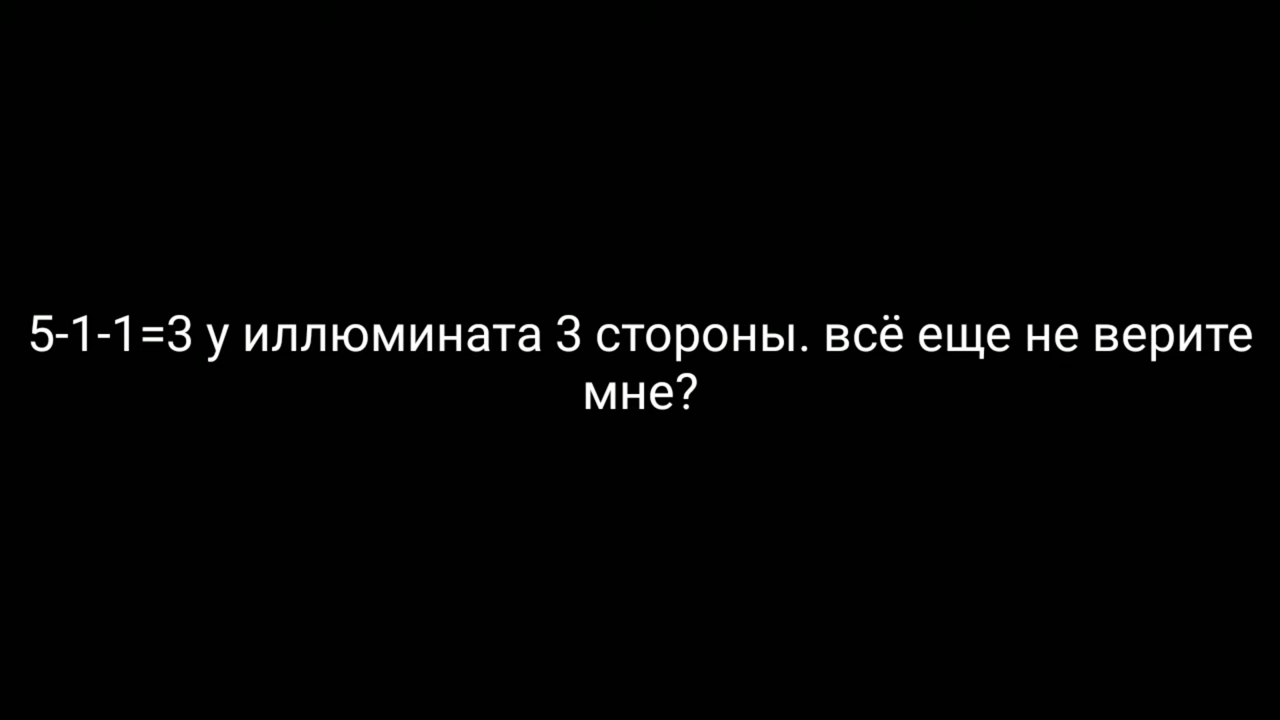 5-1-1=3 у иллюмината 3 стороны. всё еще не верите
мне?